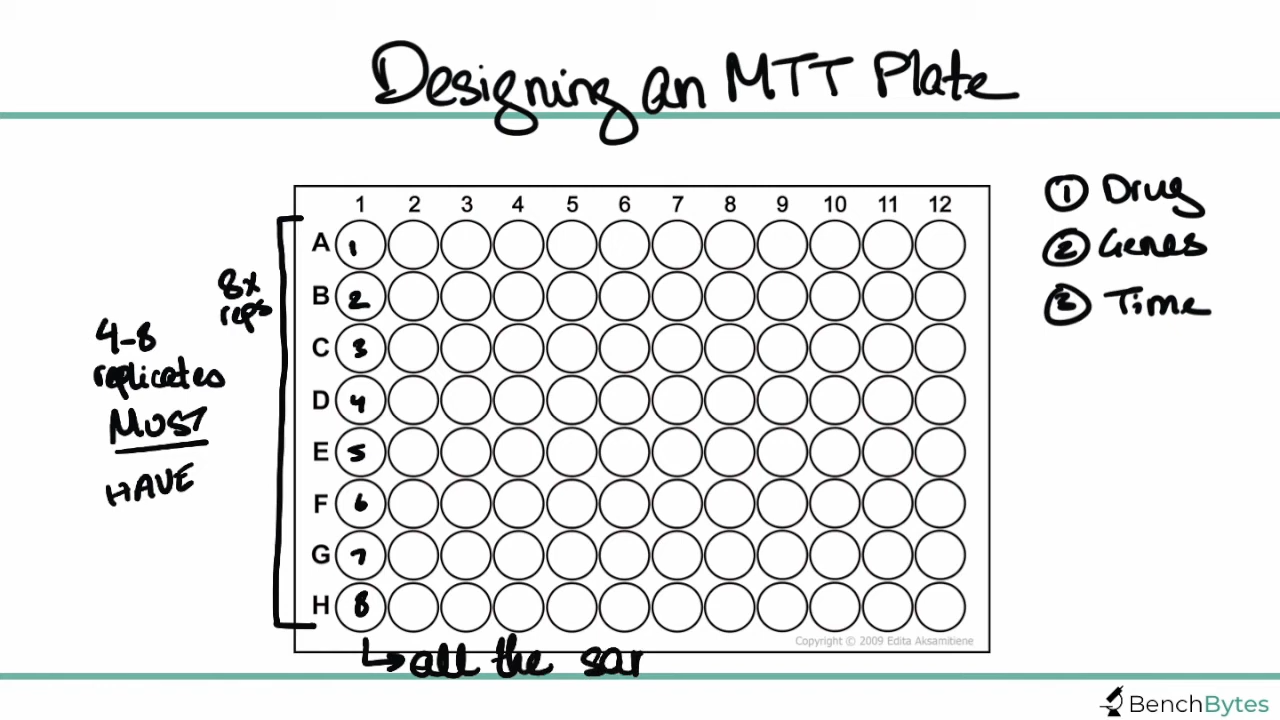 Designing an MTT Plate
1 2 3 4 5 6 7 8 9 10 11 12
A 1
B 2
C 3
D 4
E 5
F 6
G 7
H 8
8x
reps
4-8
replicates
MUST
HAVE
① Drug
② Genes
③ Time
Copyright © 2009 Edita Aksamitiene
↳ all the sar
BenchBytes